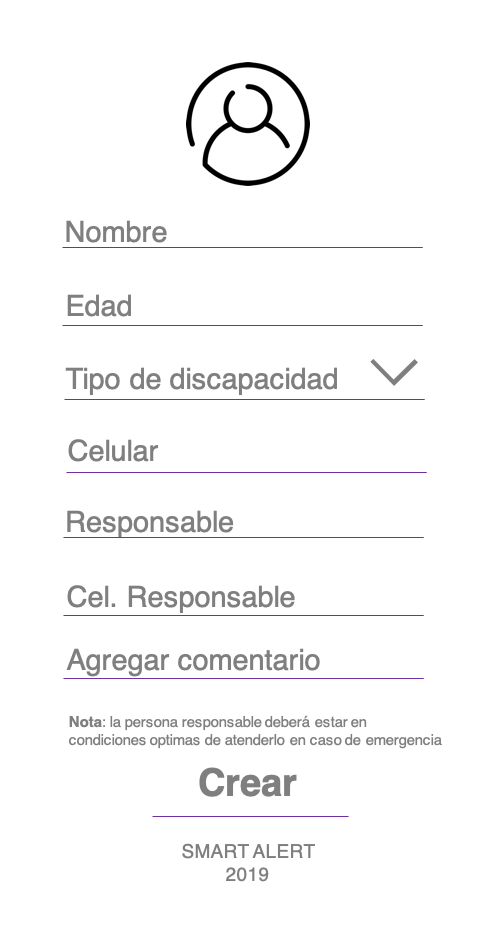 Nombre
Edad
Tipo de discapacidad
Celular
Responsable
Cel. Responsable
Agregar comentario
Nota: la persona responsable deberá estar en
condiciones optimas de atenderlo en caso de emergencia
Crear
SMART ALERT
2019